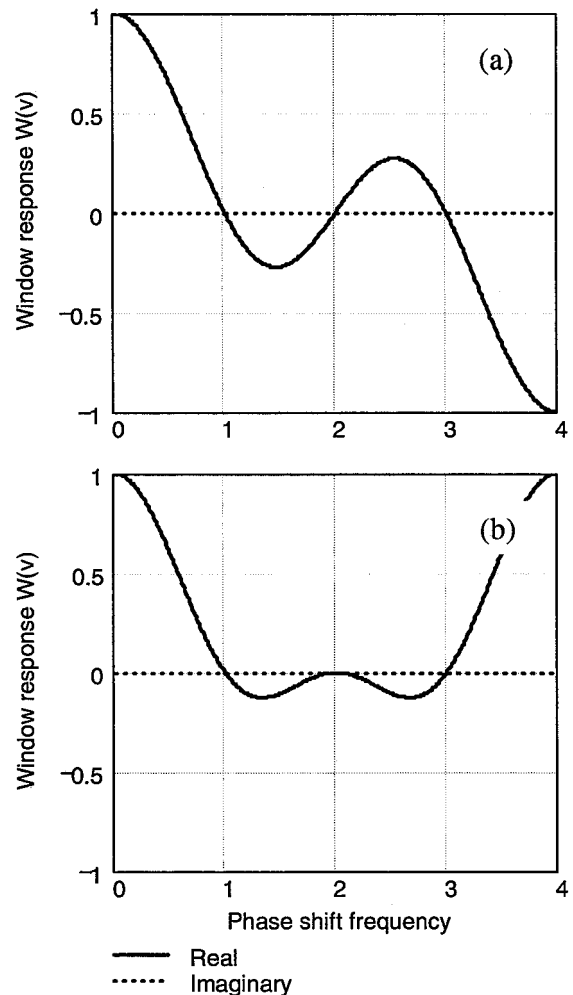 1
(a)
0.5
Window response W(v)
0
−0.5
−1
0 1 2 3 4
1
(b)
0.5
Window response W(v)
0
−0.5
−1
0 1 2 3 4
Phase shift frequency
Real
Imaginary